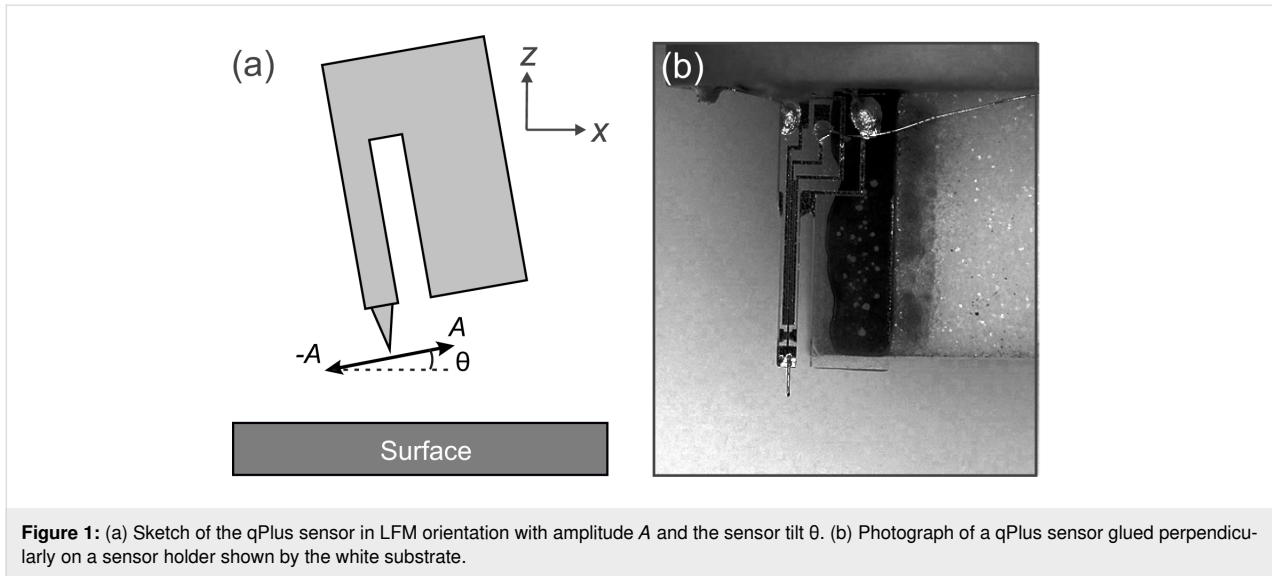 (a)
z
x
A
-A
θ
Surface
(b)
Figure 1: (a) Sketch of the qPlus sensor in LFM orientation with amplitude A and the sensor tilt θ. (b) Photograph of a qPlus sensor glued perpendicu-
larly on a sensor holder shown by the white substrate.